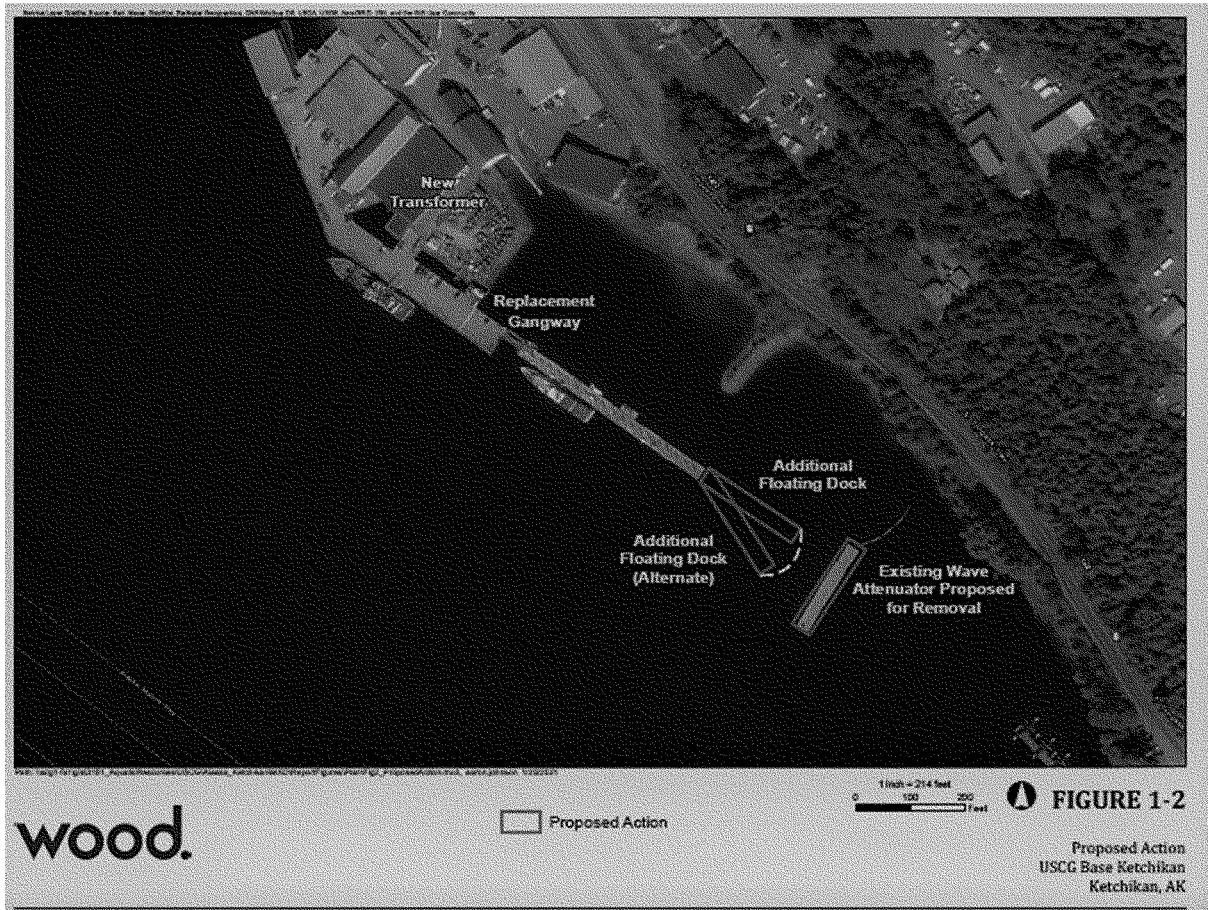 New
Transformer
Replacement
Gangway
Additional
Floating Dock
Additional
Floating Dock
(Alternate)
Existing Wave
Attenuator Proposed
for Removal
1 inch = 214 feet
0 100 200
Feet
FIGURE 1-2
wood.
Proposed Action
Proposed Action
USCG Base Ketchikan
Ketchikan, AK